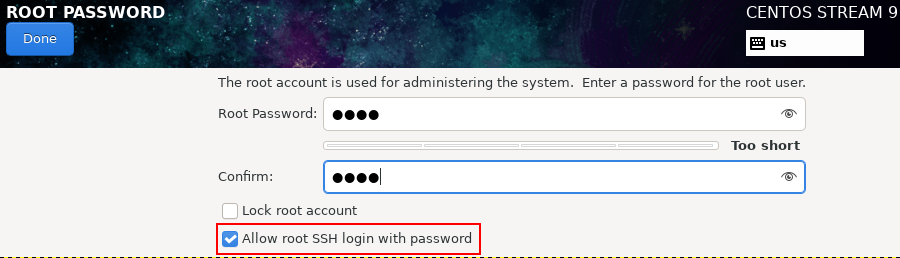 ROOT PASSWORD
CENTOS STREAM 9
Done
us
The root account is used for administering the system.  Enter a password for the root user.
Root Password: ●●●●
Too short
Confirm: ●●●●
Lock root account
Allow root SSH login with password